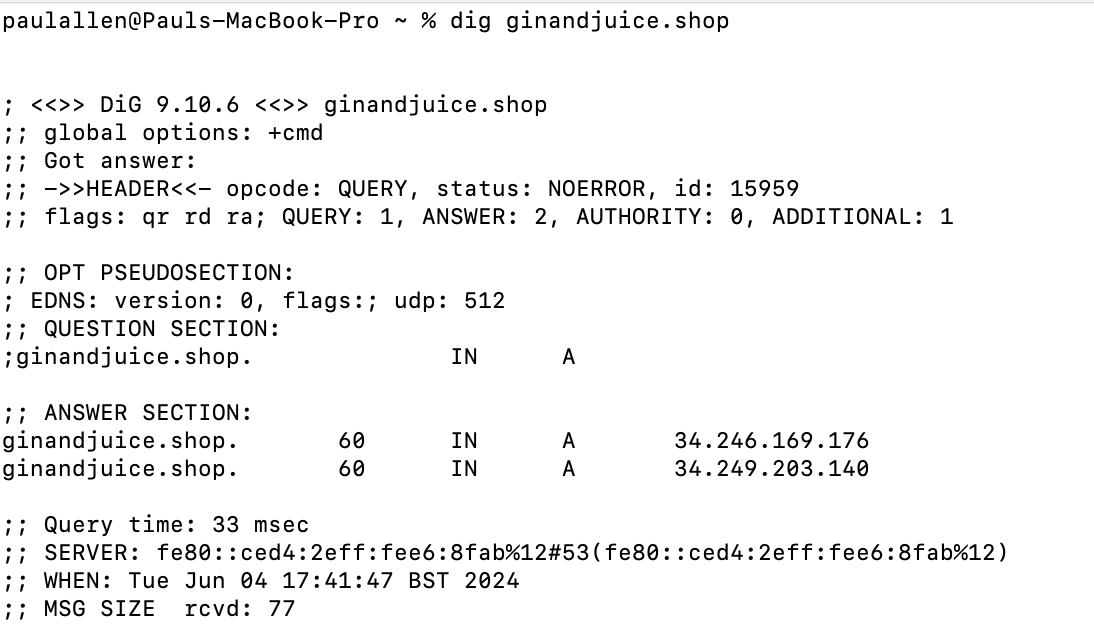 paulallen@Pauls-MacBook-Pro ~ % dig ginandjuice.shop
; <<>> DiG 9.10.6 <<>> ginandjuice.shop
;; global options: +cmd
;; Got answer:
;; ->>HEADER<<- opcode: QUERY, status: NOERROR, id: 15959
;; flags: qr rd ra; QUERY: 1, ANSWER: 2, AUTHORITY: 0, ADDITIONAL: 1
;; OPT PSEUDOSECTION:
; EDNS: version: 0, flags:; udp: 512
;; QUESTION SECTION:
;ginandjuice.shop. IN A
;; ANSWER SECTION:
ginandjuice.shop. 60 IN A 34.246.169.176
ginandjuice.shop. 60 IN A 34.249.203.140
;; Query time: 33 msec
;; SERVER: fe80::ced4:2eff:fee6:8fab%12#53(fe80::ced4:2eff:fee6:8fab%12)
;; WHEN: Tue Jun 04 17:41:47 BST 2024
;; MSG SIZE rcvd: 77